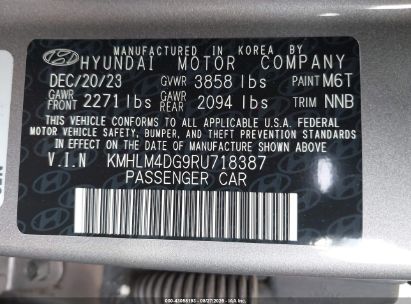 MANUFACTURED IN KOREA BY
HYUNDAI MOTOR COMPANY
DEC/20/23 GVWR 3858 lbs PAINT M6T
GAWR FRONT 2271 lbs GAWR REAR 2094 lbs TRIM NNB
THIS VEHICLE CONFORMS TO ALL APPLICABLE U.S.A. FEDERAL
MOTOR VEHICLE SAFETY, BUMPER, AND THEFT PREVENTION STANDARDS
IN EFFECT ON THE DATE OF MANUFACTURE SHOWN ABOVE.
V.I.N KMHLM4DG9RU718387
PASSENGER CAR